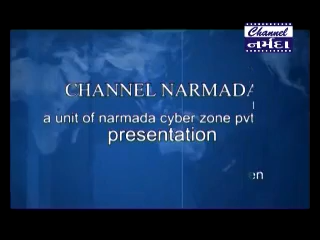 Channel
નર્મદા
CHANNEL NARMADA
a unit of narmada cyber zone pvt
presentation